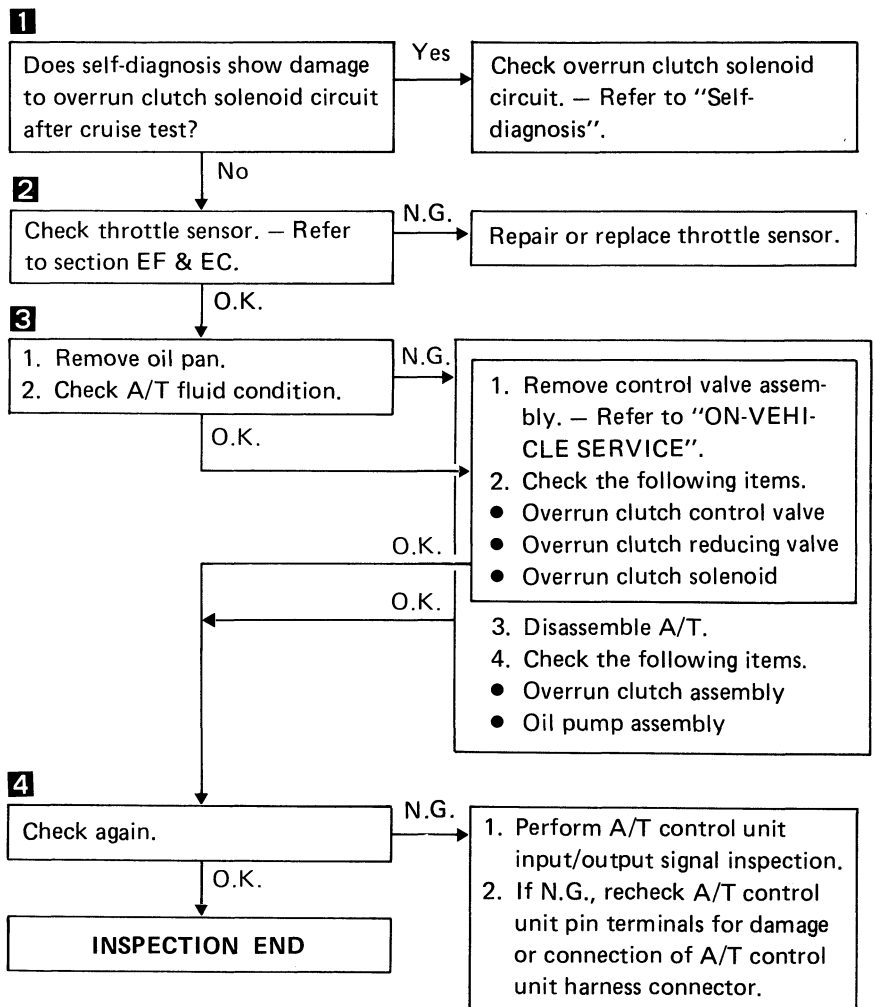 1
Does self-diagnosis show damage
to overrun clutch solenoid circuit
after cruise test?
Yes
Check overrun clutch solenoid
circuit. — Refer to "Self-
diagnosis".
No
2
Check throttle sensor. — Refer
to section EF & EC.
N.G.
Repair or replace throttle sensor.
O.K.
3
1. Remove oil pan.
2. Check A/T fluid condition.
N.G.
O.K.
1. Remove control valve assem-
bly. — Refer to "ON-VEHI-
CLE SERVICE".
2. Check the following items.
● Overrun clutch control valve
● Overrun clutch reducing valve
● Overrun clutch solenoid
O.K.
O.K.
3. Disassemble A/T.
4. Check the following items.
● Overrun clutch assembly
● Oil pump assembly
4
Check again.
N.G.
1. Perform A/T control unit
input/output signal inspection.
2. If N.G., recheck A/T control
unit pin terminals for damage
or connection of A/T control
unit harness connector.
O.K.
INSPECTION END